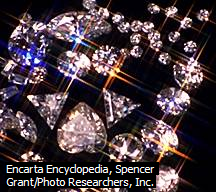 Encarta Encyclopedia, Spencer
Grant/Photo Researchers, Inc.